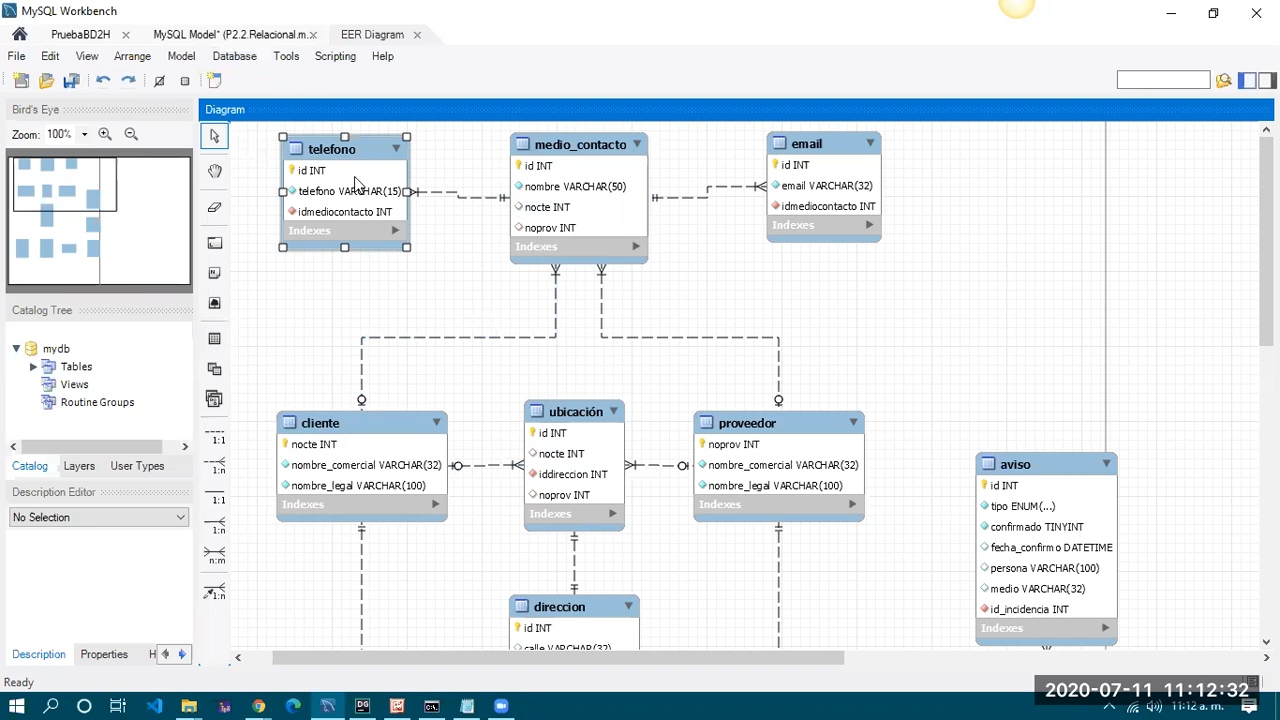 MySQL Workbench
PruebaBD2H
MySQL Model* (P2.2.Relacional.m...
EER Diagram
File Edit View Arrange Model Database Tools Scripting Help
Bird's Eye
Zoom: 100%
Catalog Tree
mydb
Tables
Views
Routine Groups
Catalog Layers User Types
Description Editor
No Selection
Description Properties H
Ready
1:1
1:n
1:1
1:n
n:m
1:n
Diagram
telefono
id INT
telefono VARCHAR(15)
idmediocontacto INT
Indexes
medio_contacto
id INT
nombre VARCHAR(50)
nocte INT
noprov INT
Indexes
email
id INT
email VARCHAR(32)
idmediocontacto INT
Indexes
cliente
nocte INT
nombre_comercial VARCHAR(32)
nombre_legal VARCHAR(100)
Indexes
ubicación
id INT
nocte INT
iddireccion INT
noprov INT
Indexes
proveedor
noprov INT
nombre_comercial VARCHAR(32)
nombre_legal VARCHAR(100)
Indexes
aviso
id INT
tipo ENUM(...)
confirmado TINYINT
fecha_confirmo DATETIME
persona VARCHAR(100)
medio VARCHAR(32)
id_incidencia INT
Indexes
direccion
id INT
calle VARCHAR(32)
2020-07-11 11:12:32
11:12 a. m.